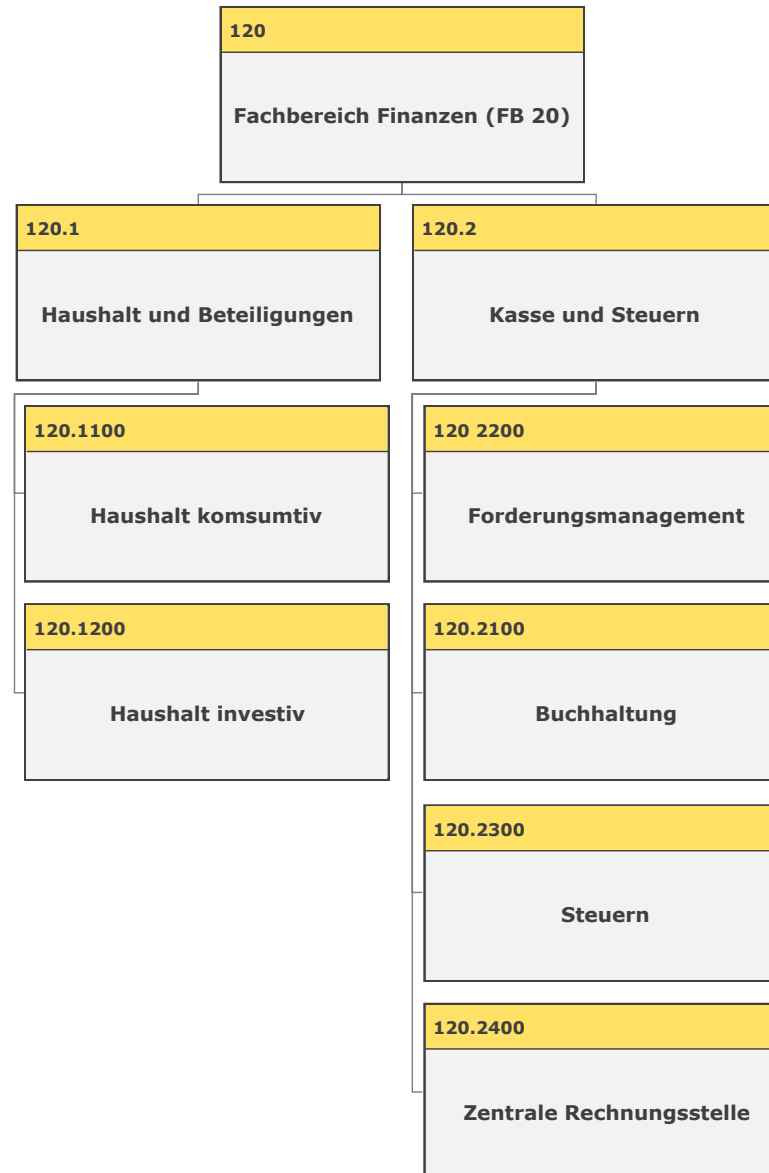 120
Fachbereich Finanzen (FB 20)
120.1
Haushalt und Beteiligungen
120.1100
Haushalt komsumtiv
120.1200
Haushalt investiv
120.2
Kasse und Steuern
120 2200
Forderungsmanagement
120.2100
Buchhaltung
120.2300
Steuern
120.2400
Zentrale Rechnungsstelle